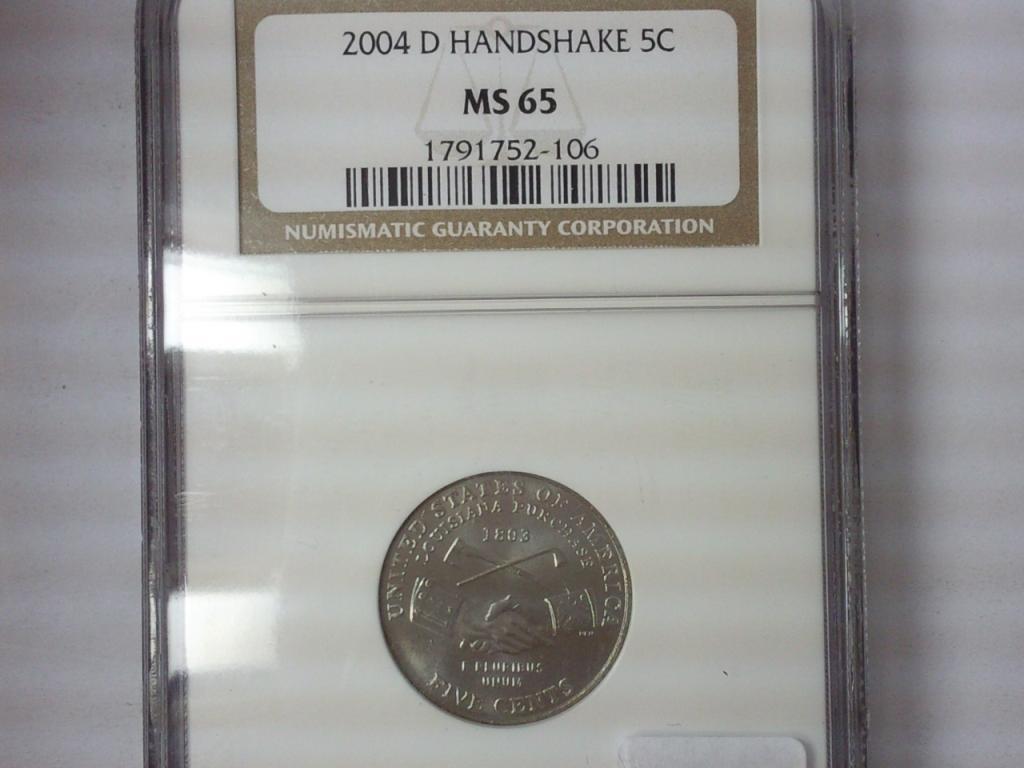 2004 D HANDSHAKE 5C
MS 65
1791752-106
NUMISMATIC GUARANTY CORPORATION
UNITED STATES OF AMERICA
LOUISIANA PURCHASE
1803
E PLURIBUS
UNUM
FIVE CENTS